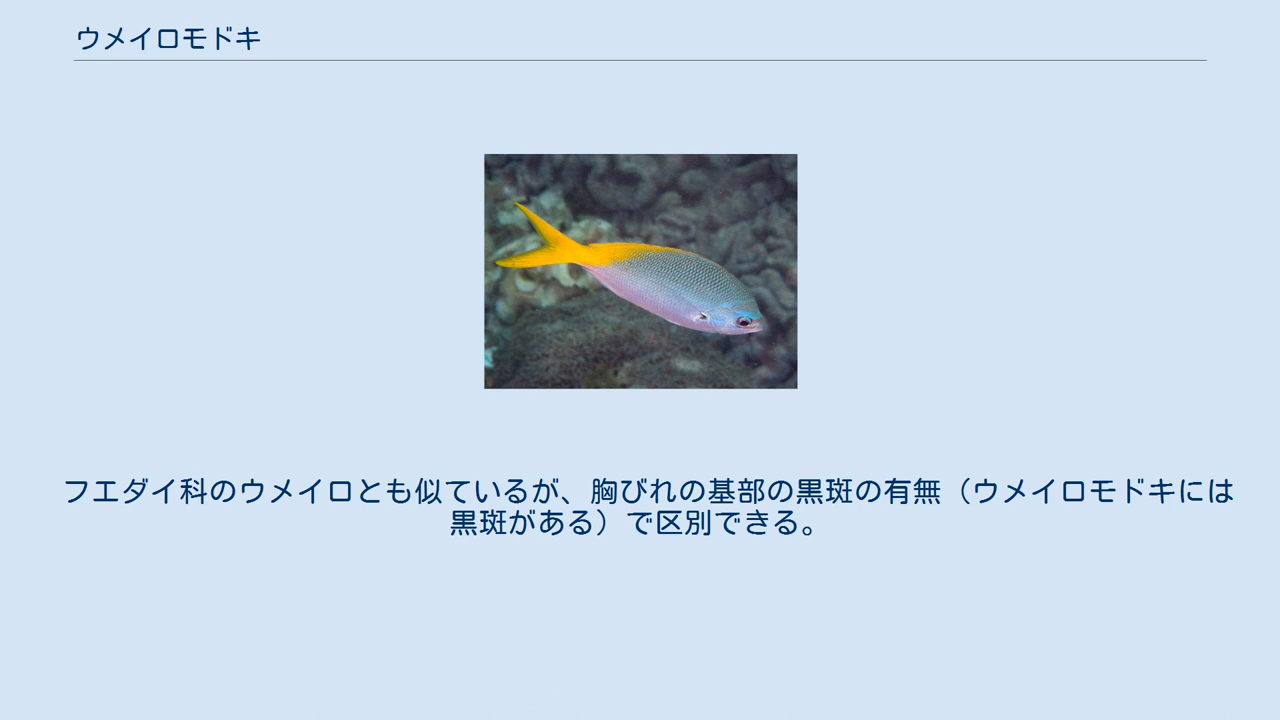 ウメイロモドキ
フエダイ科のウメイロとも似ているが、胸びれの基部の黒斑の有無（ウメイロモドキには
黒斑がある）で区別できる。